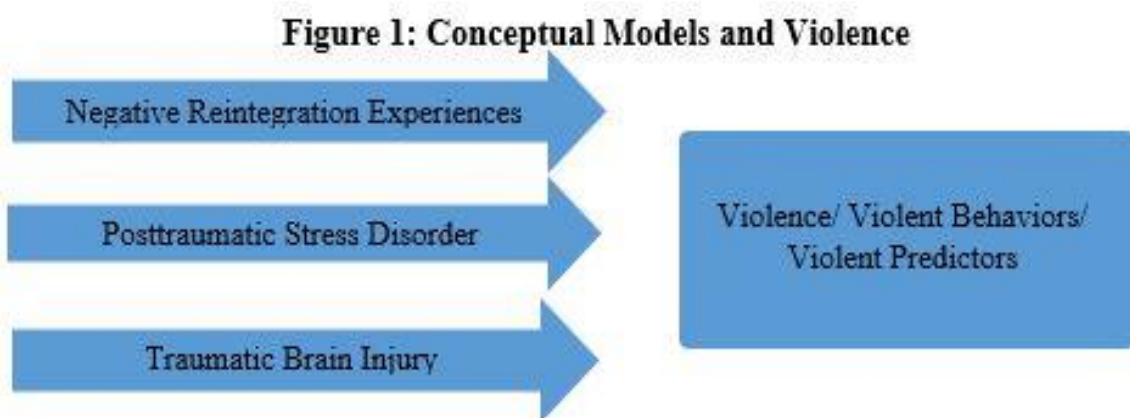 Figure 1: Conceptual Models and Violence
Negative Reintegration Experiences
Posttraumatic Stress Disorder
Traumatic Brain Injury
Violence/ Violent Behaviors/
Violent Predictors